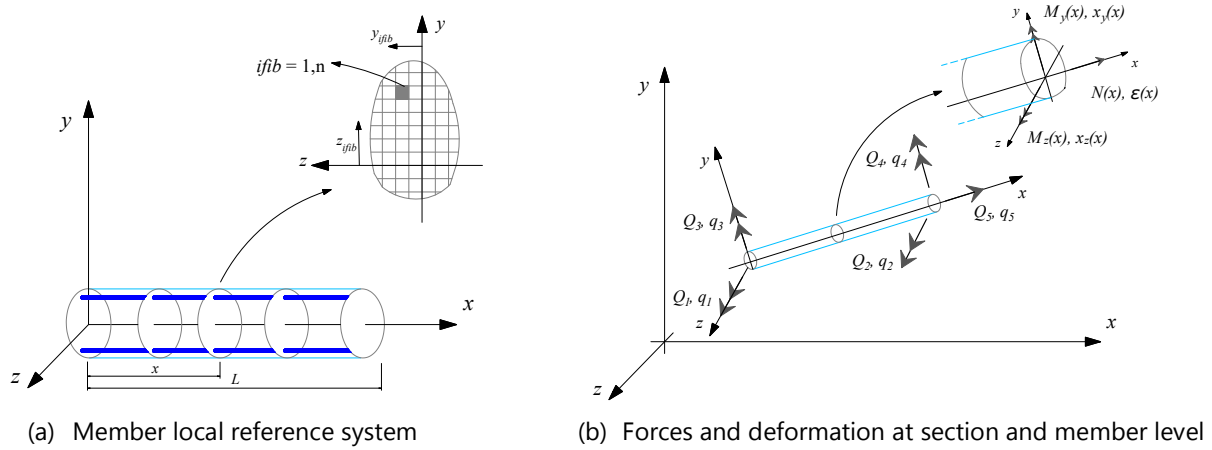 y
y_ifib
ifib = 1,n
z_ifib
z
y
x
z
x
L
(a) Member local reference system
y
M_y(x), x_y(x)
x
N(x), ε(x)
M_z(x), x_z(x)
z
y
Q_4, q_4
y
x
Q_5, q_5
Q_3, q_3
Q_2, q_2
Q_1, q_1
z
x
z
(b) Forces and deformation at section and member level